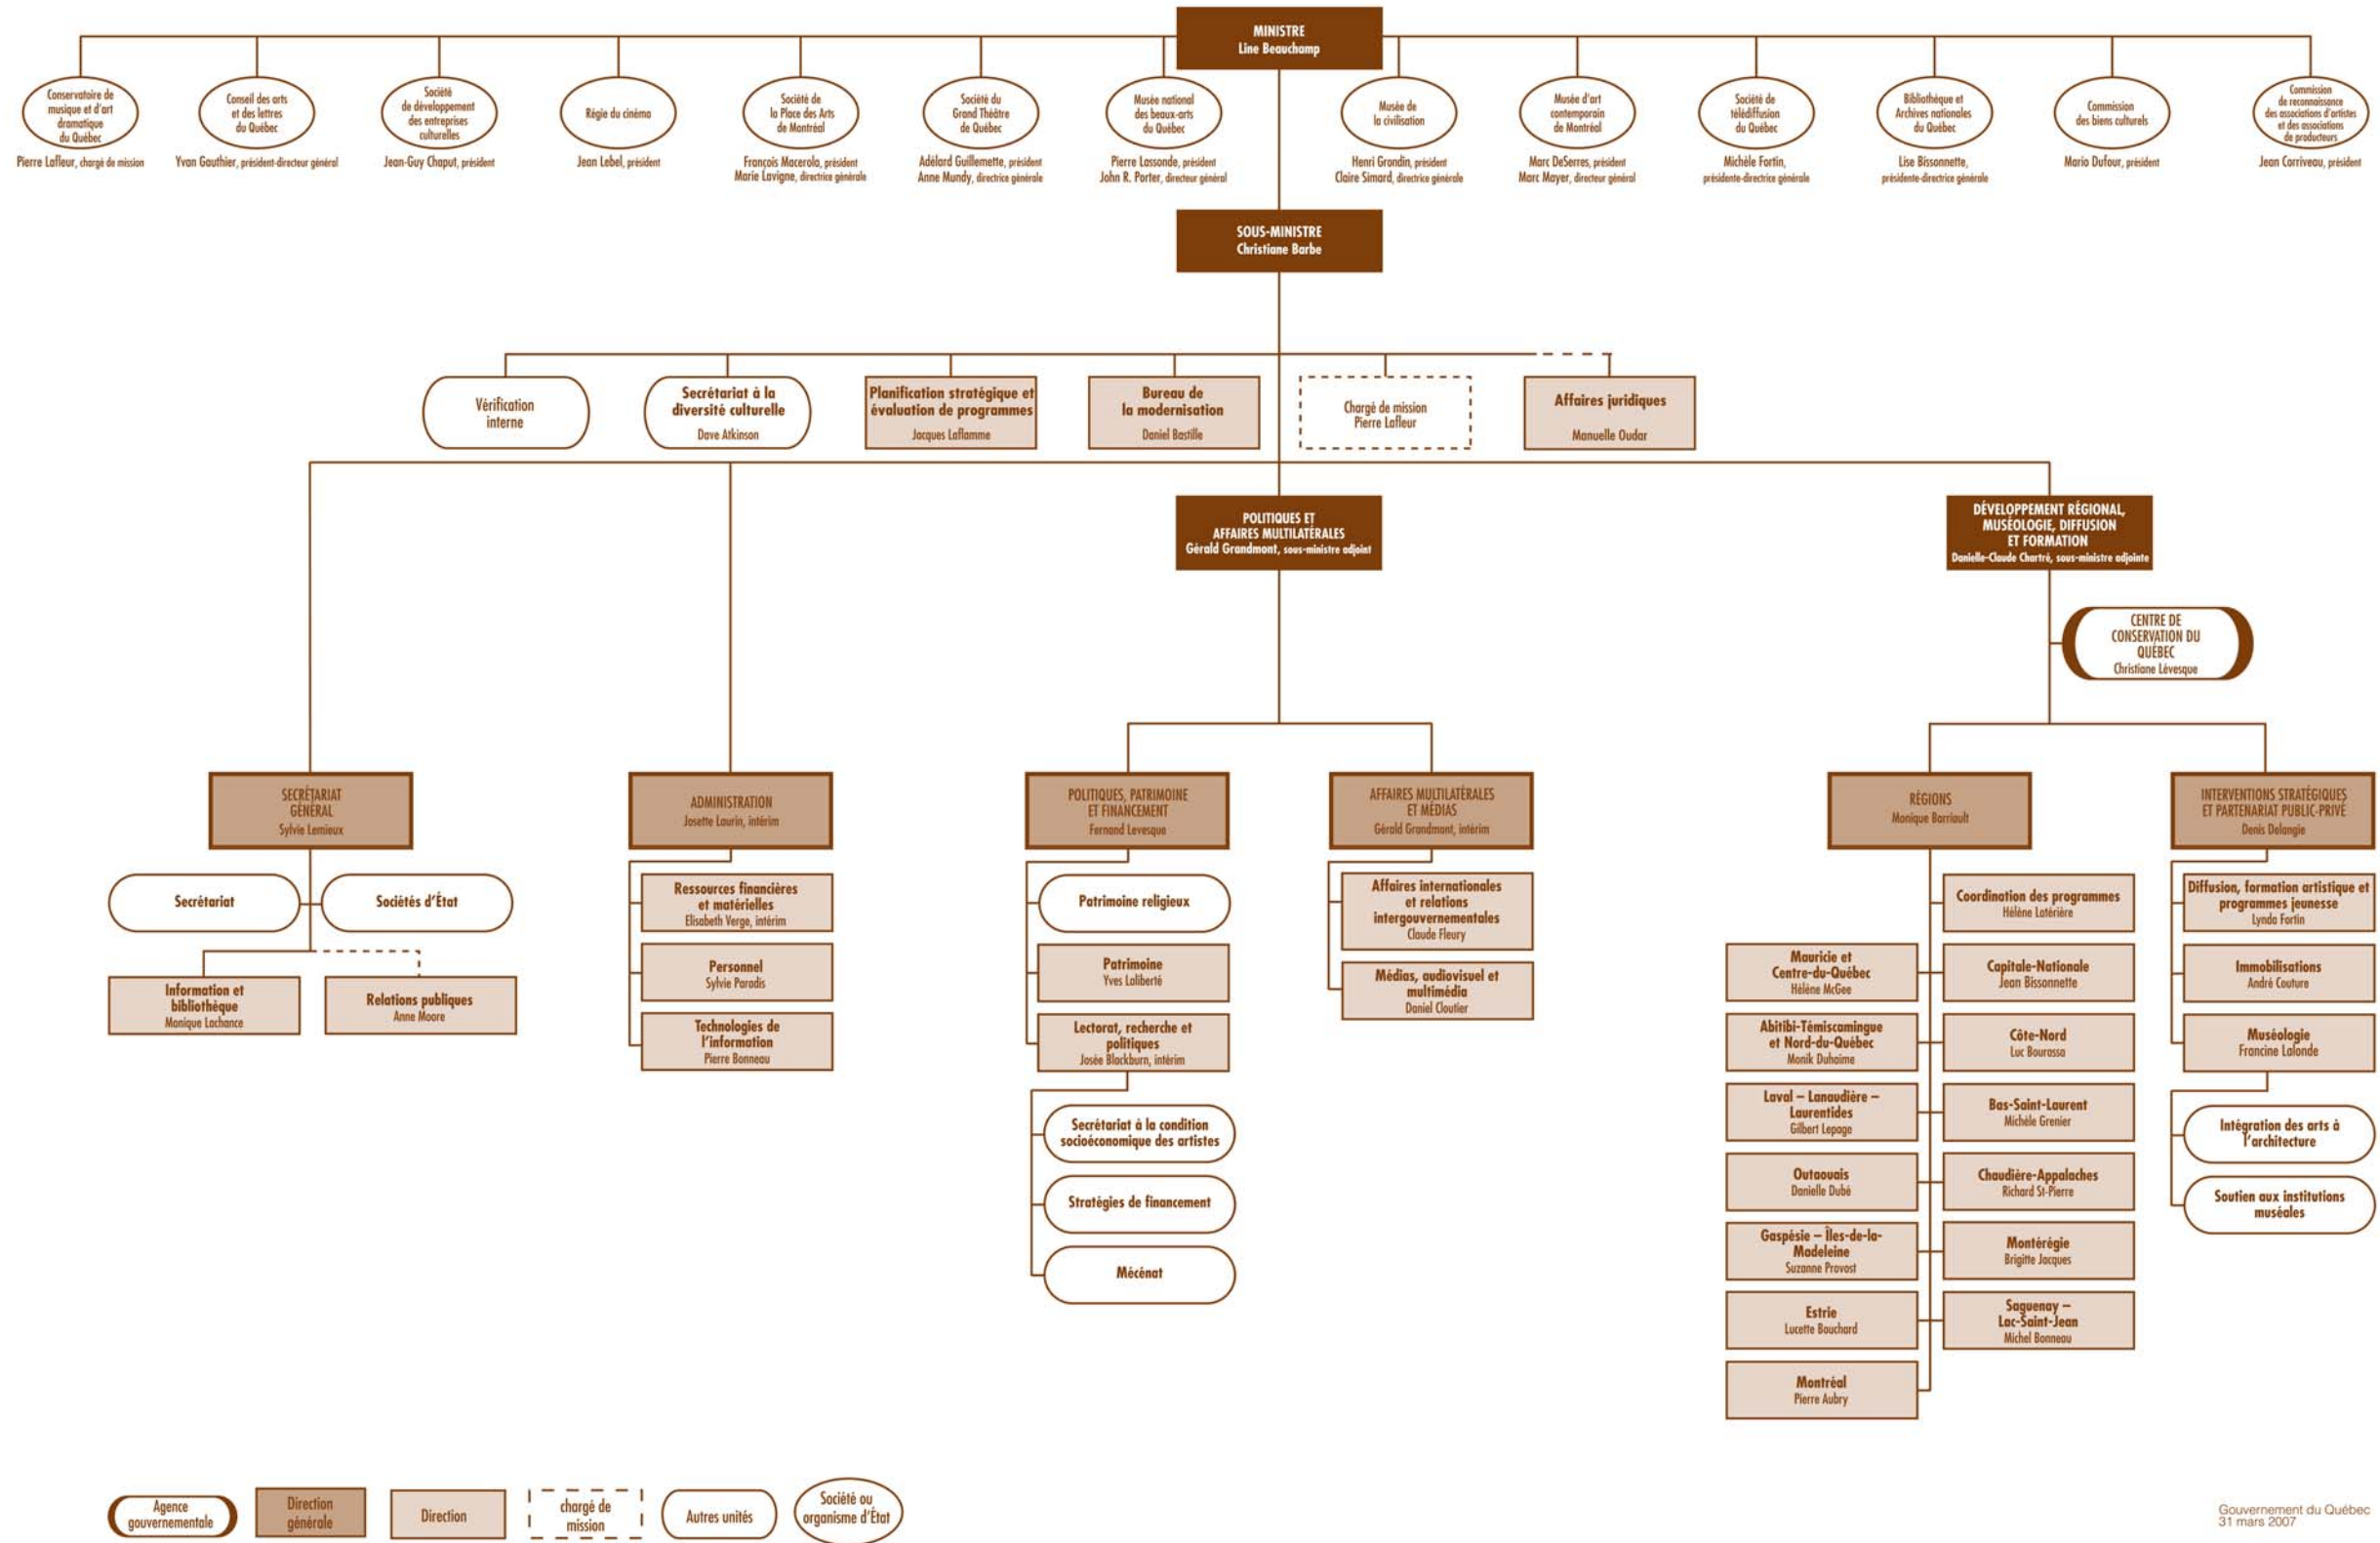 MINISTRE
Line Beauchamp
Conservatoire de
musique et d'art
dramatique
du Québec
Pierre Lafleur, chargé de mission
Conseil des arts
et des lettres
du Québec
Yvan Gauthier, président-directeur général
Société
de développement
des entreprises
culturelles
Jean-Guy Chaput, président
Régie du cinéma
Jean Lebel, président
Société de
la Place des Arts
de Montréal
François Macerola, président
Marie Lavigne, directrice générale
Société du
Grand Théâtre
de Québec
Adélard Guillemette, président
Anne Mundy, directrice générale
Musée national
des beaux-arts
du Québec
Pierre Lassonde, président
John R. Porter, directeur général
Musée de
la civilisation
Henri Grondin, président
Claire Simard, directrice générale
Musée d'art
contemporain
de Montréal
Marc DeSerres, président
Marc Mayer, directeur général
Société de
télédiffusion
du Québec
Michèle Fortin,
présidente-directrice générale
Bibliothèque et
Archives nationales
du Québec
Lise Bissonnette,
présidente-directrice générale
Commission
des biens culturels
Mario Dufour, président
Commission
de reconnaissance
des associations d'artistes
et des associations
de producteurs
Jean Corriveau, président
SOUS-MINISTRE
Christiane Barbe
Vérification
interne
Secrétariat à la
diversité culturelle
Dave Atkinson
Planification stratégique et
évaluation de programmes
Jacques Laflamme
Bureau de
la modernisation
Daniel Bastille
Chargé de mission
Pierre Lafleur
Affaires juridiques
Manuelle Oudar
POLITIQUES ET
AFFAIRES MULTILATÉRALES
Gérald Grandmont, sous-ministre adjoint
DÉVELOPPEMENT RÉGIONAL,
MUSÉOLOGIE, DIFFUSION
ET FORMATION
Danielle-Claude Chartré, sous-ministre adjointe
CENTRE DE
CONSERVATION DU
QUÉBEC
Christiane Lévesque
SECRÉTARIAT
GÉNÉRAL
Sylvie Lemieux
Secrétariat
Sociétés d'État
Information et
bibliothèque
Monique Lachance
Relations publiques
Anne Moore
ADMINISTRATION
Josette Laurin, intérim
Ressources financières
et matérielles
Elisabeth Verge, intérim
Personnel
Sylvie Paradis
Technologies de
l'information
Pierre Bonneau
POLITIQUES, PATRIMOINE
ET FINANCEMENT
Fernand Levesque
Patrimoine religieux
Patrimoine
Yves Laliberté
Lectorat, recherche et
politiques
Josée Blackburn, intérim
Secrétariat à la condition
socioéconomique des artistes
Stratégies de financement
Mécénat
AFFAIRES MULTILATÉRALES
ET MÉDIAS
Gérald Grandmont, intérim
Affaires internationales
et relations
intergouvernementales
Claude Fleury
Médias, audiovisuel et
multimédia
Daniel Cloutier
RÉGIONS
Monique Barriault
Coordination des programmes
Hélène Latérière
Mauricie et
Centre-du-Québec
Hélène McGee
Capitale-Nationale
Jean Bissonnette
Abitibi-Témiscamingue
et Nord-du-Québec
Monik Duhaime
Côte-Nord
Luc Bourassa
Laval – Lanaudière –
Laurentides
Gilbert Lepage
Bas-Saint-Laurent
Michèle Grenier
Outaouais
Danielle Dubé
Chaudière-Appalaches
Richard St-Pierre
Gaspésie – Îles-de-la-
Madeleine
Suzanne Provost
Montérégie
Brigitte Jacques
Estrie
Lucette Bouchard
Saguenay –
Lac-Saint-Jean
Michel Bonneau
Montréal
Pierre Aubry
INTERVENTIONS STRATÉGIQUES
ET PARTENARIAT PUBLIC-PRIVÉ
Denis Delangie
Diffusion, formation artistique et
programmes jeunesse
Lynda Fortin
Immobilisations
André Couture
Muséologie
Francine Lalonde
Intégration des arts à
l'architecture
Soutien aux institutions
muséales
Agence
gouvernementale
Direction
générale
Direction
chargé de
mission
Autres unités
Société ou
organisme d'État
Gouvernement du Québec
31 mars 2007